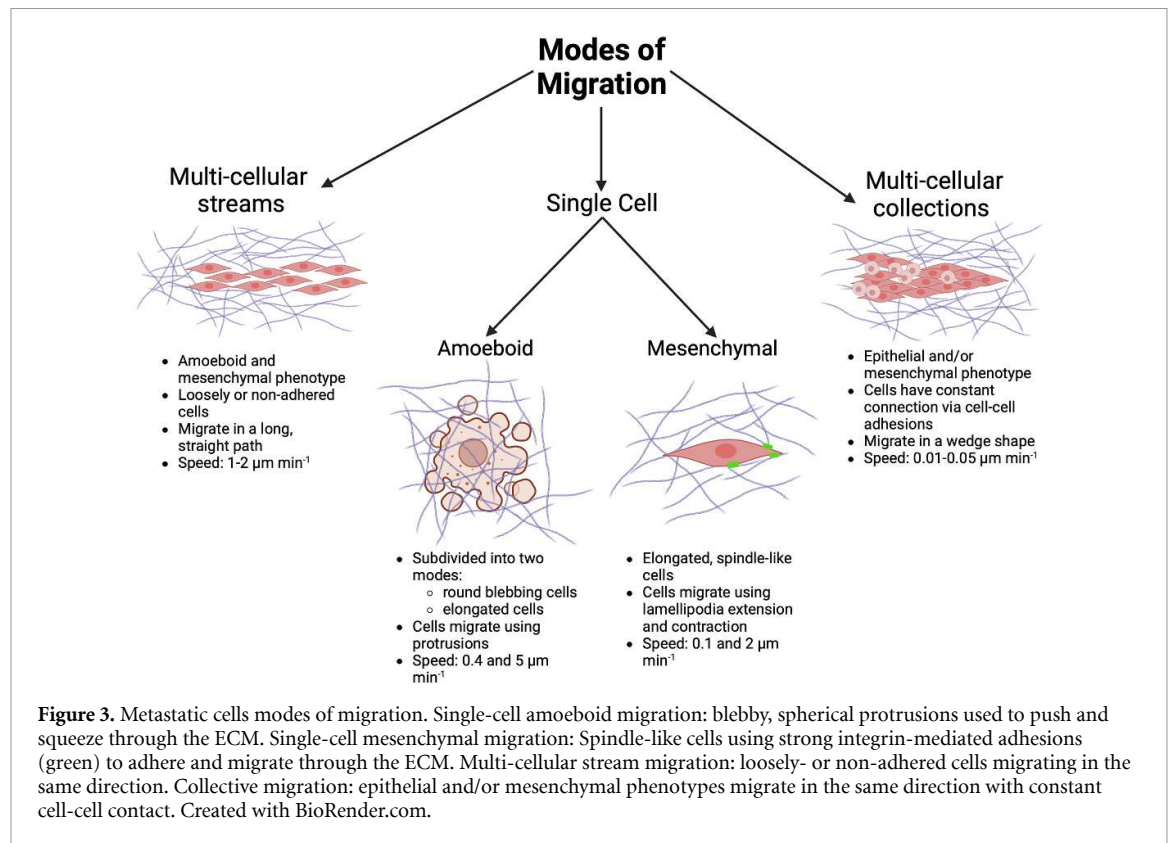 Modes of
Migration
Multi-cellular
streams
Single Cell
Multi-cellular
collections
• Amoeboid and
mesenchymal phenotype
• Loosely or non-adhered
cells
• Migrate in a long,
straight path
• Speed: 1-2 µm min⁻¹
Amoeboid
• Subdivided into two
modes:
○ round blebbing cells
○ elongated cells
• Cells migrate using
protrusions
• Speed: 0.4 and 5 µm
min⁻¹
Mesenchymal
• Elongated, spindle-like
cells
• Cells migrate using
lamellipodia extension
and contraction
• Speed: 0.1 and 2 µm
min⁻¹
• Epithelial and/or
mesenchymal phenotype
• Cells have constant
connection via cell-cell
adhesions
• Migrate in a wedge shape
• Speed: 0.01-0.05 µm min⁻¹
Figure 3. Metastatic cells modes of migration. Single-cell amoeboid migration: blebby, spherical protrusions used to push and
squeeze through the ECM. Single-cell mesenchymal migration: Spindle-like cells using strong integrin-mediated adhesions
(green) to adhere and migrate through the ECM. Multi-cellular stream migration: loosely- or non-adhered cells migrating in the
same direction. Collective migration: epithelial and/or mesenchymal phenotypes migrate in the same direction with constant
cell-cell contact. Created with BioRender.com.